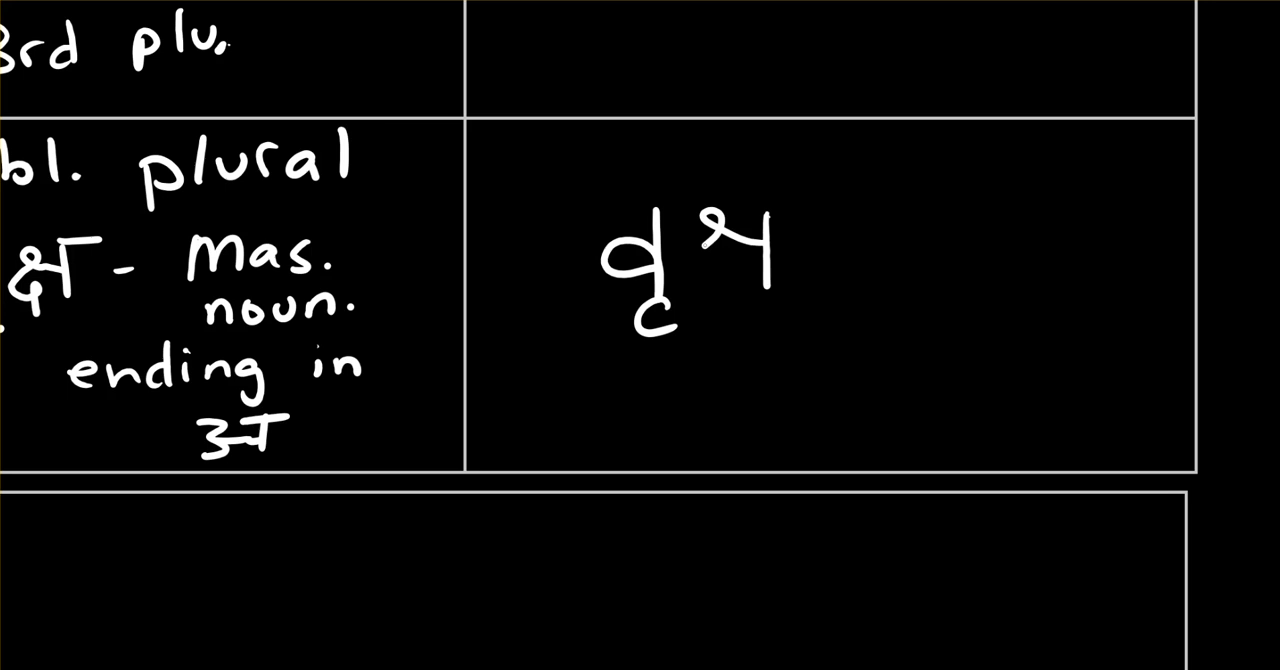 3rd plu.
bl. plural
क्ष - Mas.
noun.
ending in
अ